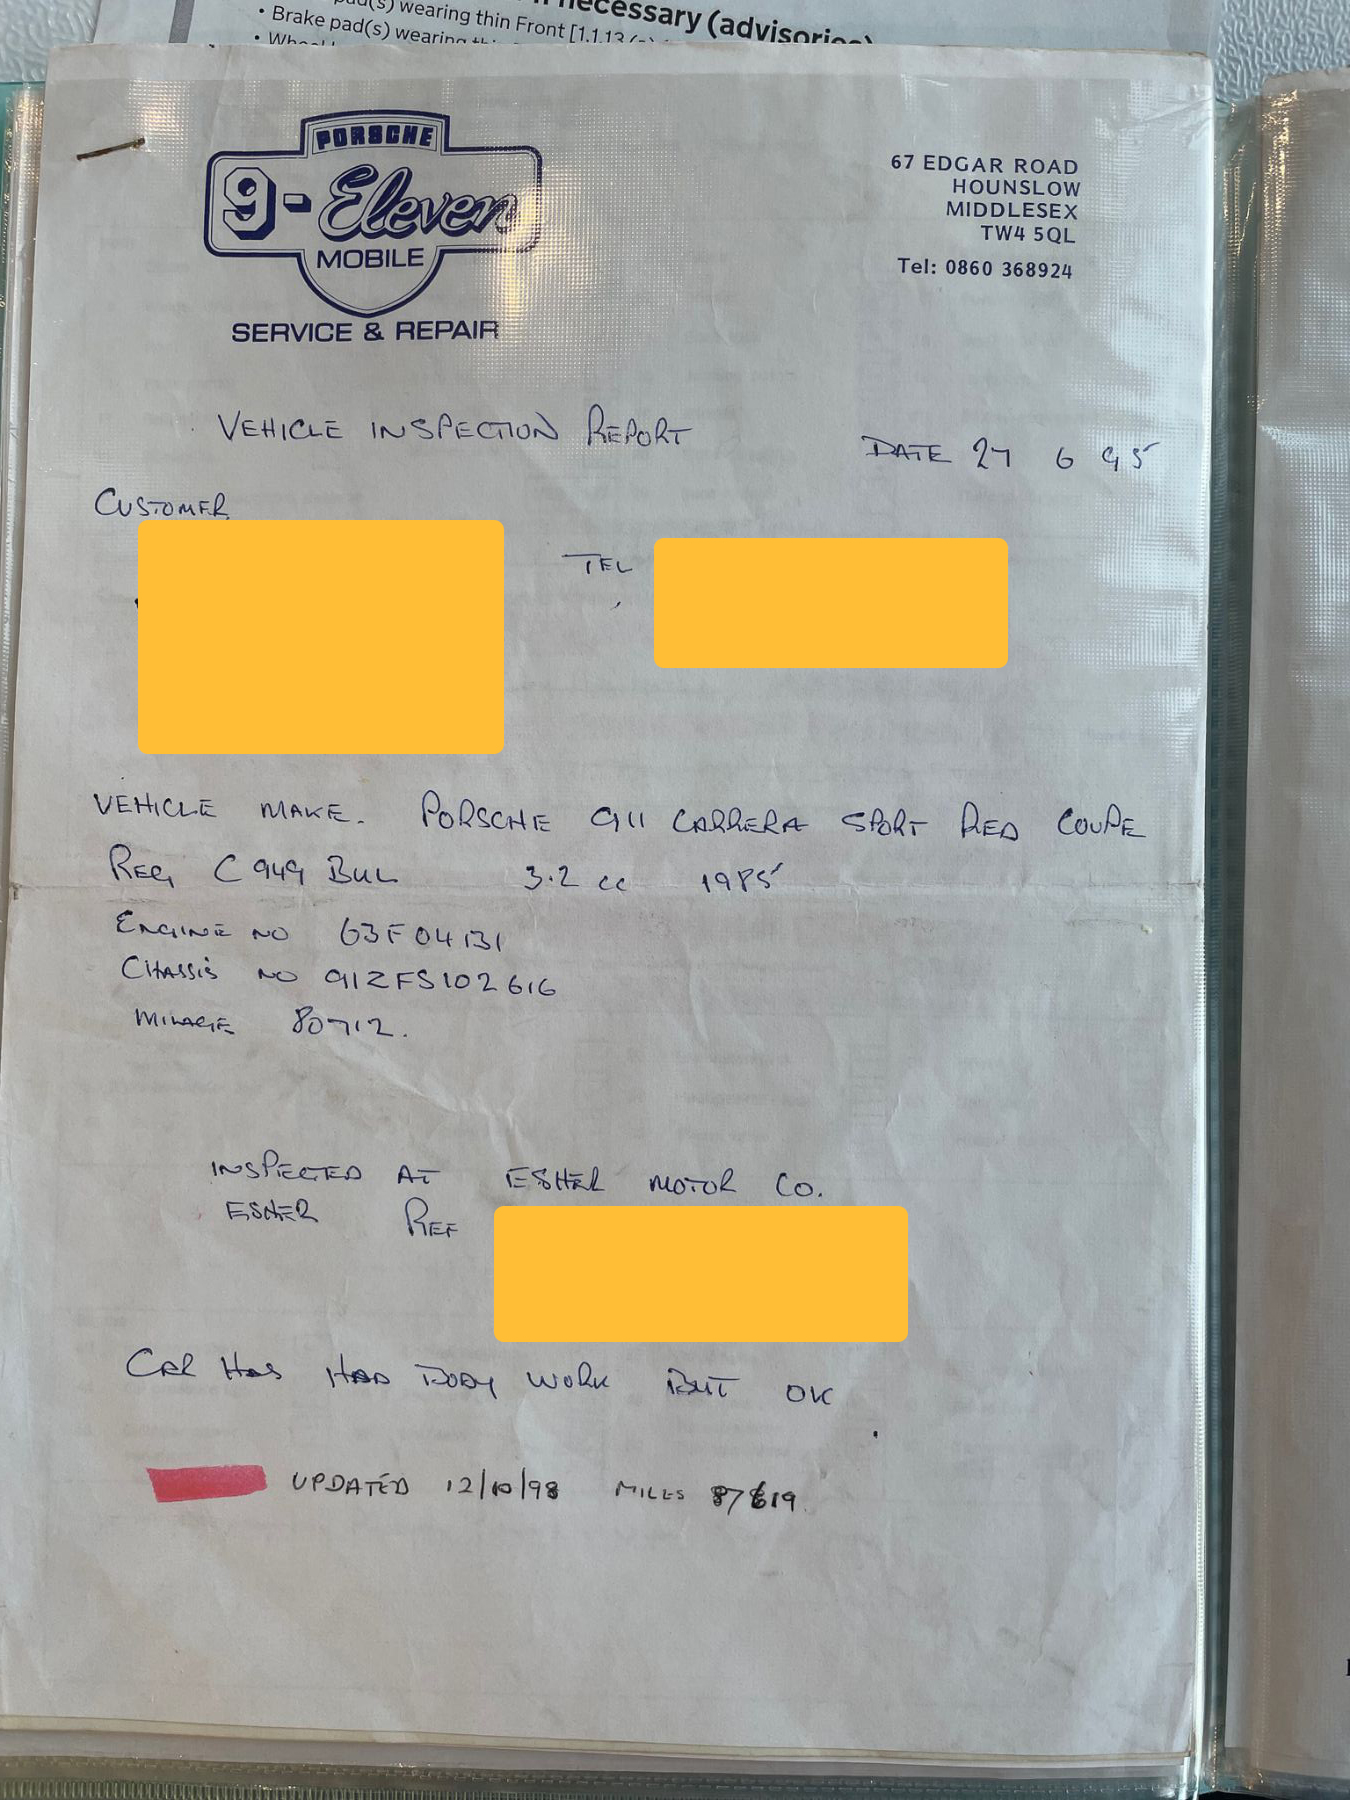 necessary (advisories)
pad(s) wearing thin Front [1.1.13
• Brake pad(s) wearing
PORSCHE
9-Eleven
MOBILE
SERVICE & REPAIR
67 EDGAR ROAD
HOUNSLOW
MIDDLESEX
TW4 5QL
Tel: 0860 368924
VEHICLE INSPECTION REPORT
DATE 27 6 95
CUSTOMER
TEL
VEHICLE MAKE. PORSCHE 911 CARRERA SPORT RED COUPE
REG C949 BUL 3.2 cc 1985
ENGINE NO 63F04131
CHASSIS NO 91ZFS102616
MILAGE 80712.
INSPECTED AT ESHER MOTOR CO.
ESHER REF
CAR HAS HAD BODY WORK BUT OK
UPDATED 12/10/98 MILES 87619